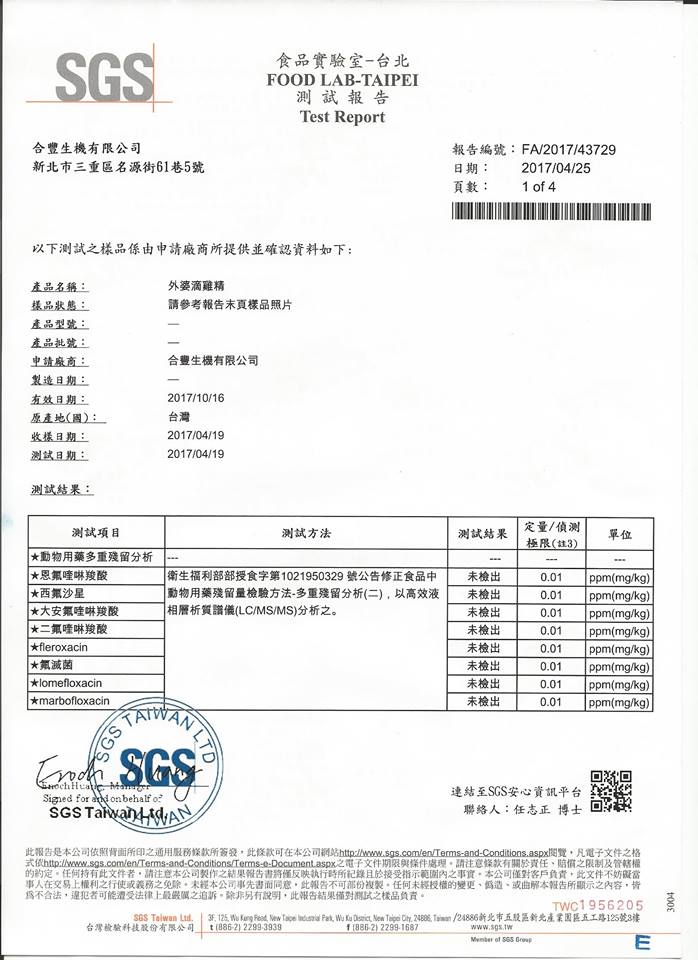 SGS
食品實驗室-台北
FOOD LAB-TAIPEI
測試報告
Test Report
合豐生機有限公司
新北市三重區名源街61巷5號
報告編號： FA/2017/43729
日期： 2017/04/25
頁數： 1 of 4
以下測試之樣品係由申請廠商所提供並確認資料如下：
產品名稱： 外婆滴雞精
樣品狀態： 請參考報告末頁樣品照片
產品型號： —
產品批號： —
申請廠商： 合豐生機有限公司
製造日期： —
有效日期： 2017/10/16
原產地(國)： 台灣
收樣日期： 2017/04/19
測試日期： 2017/04/19
測試結果：
測試項目 測試方法 測試結果 定量/偵測極限(註3) 單位
★動物用藥多重殘留分析 --- --- --- ---
★恩氟喹啉羧酸 衛生福利部部授食字第1021950329 號公告修正食品中 未檢出 0.01 ppm(mg/kg)
★西氟沙星 動物用藥殘留量檢驗方法-多重殘留分析(二)，以高效液 未檢出 0.01 ppm(mg/kg)
★大安氟喹啉羧酸 相層析質譜儀(LC/MS/MS)分析之。 未檢出 0.01 ppm(mg/kg)
★二氟喹啉羧酸 未檢出 0.01 ppm(mg/kg)
★fleroxacin 未檢出 0.01 ppm(mg/kg)
★氟滅菌 未檢出 0.01 ppm(mg/kg)
★lomefloxacin 未檢出 0.01 ppm(mg/kg)
★marbofloxacin 未檢出 0.01 ppm(mg/kg)
SGS TAIWAN LTD
SGS
TAIWAN
Enoch Huang
Enoch Huang, Manager
Signed for and on behalf of
SGS Taiwan Ltd.
連結至SGS安心資訊平台
聯絡人：任志正 博士
此報告是本公司依照背面所印之通用服務條款所簽發，此條款可在本公司網站http://www.sgs.com/en/Terms-and-Conditions.aspx閱覽，凡電子文件之格
式依http://www.sgs.com/en/Terms-and-Conditions/Terms-e-Document.aspx之電子文件期限與條件處理。請注意條款有關於責任、賠償之限制及管轄權
的約定。任何持有此文件者，請注意本公司製作之結果報告書將僅反映執行時所紀錄且於接受指示範圍內之事實。本公司僅對客戶負責，此文件不妨礙當
事人在交易上權利之行使或義務之免除。未經本公司事先書面同意，此報告不可部份複製。任何未經授權的變更、偽造、或曲解本報告所顯示之內容，皆
為不合法，違犯者可能遭受法律上最嚴厲之追訴。除非另有說明，此報告結果僅對測試之樣品負責。
TWC1956205
3004
SGS Taiwan Ltd. 3F, 125, Wu Kung Road, New Taipei Industrial Park, Wu Ku District, New Taipei City, 24886, Taiwan /24886新北市五股區新北產業園區五工路125號3樓
台灣檢驗科技股份有限公司 t (886-2) 2299-3939 f (886-2) 2299-1687 www.sgs.tw
Member of SGS Group
E